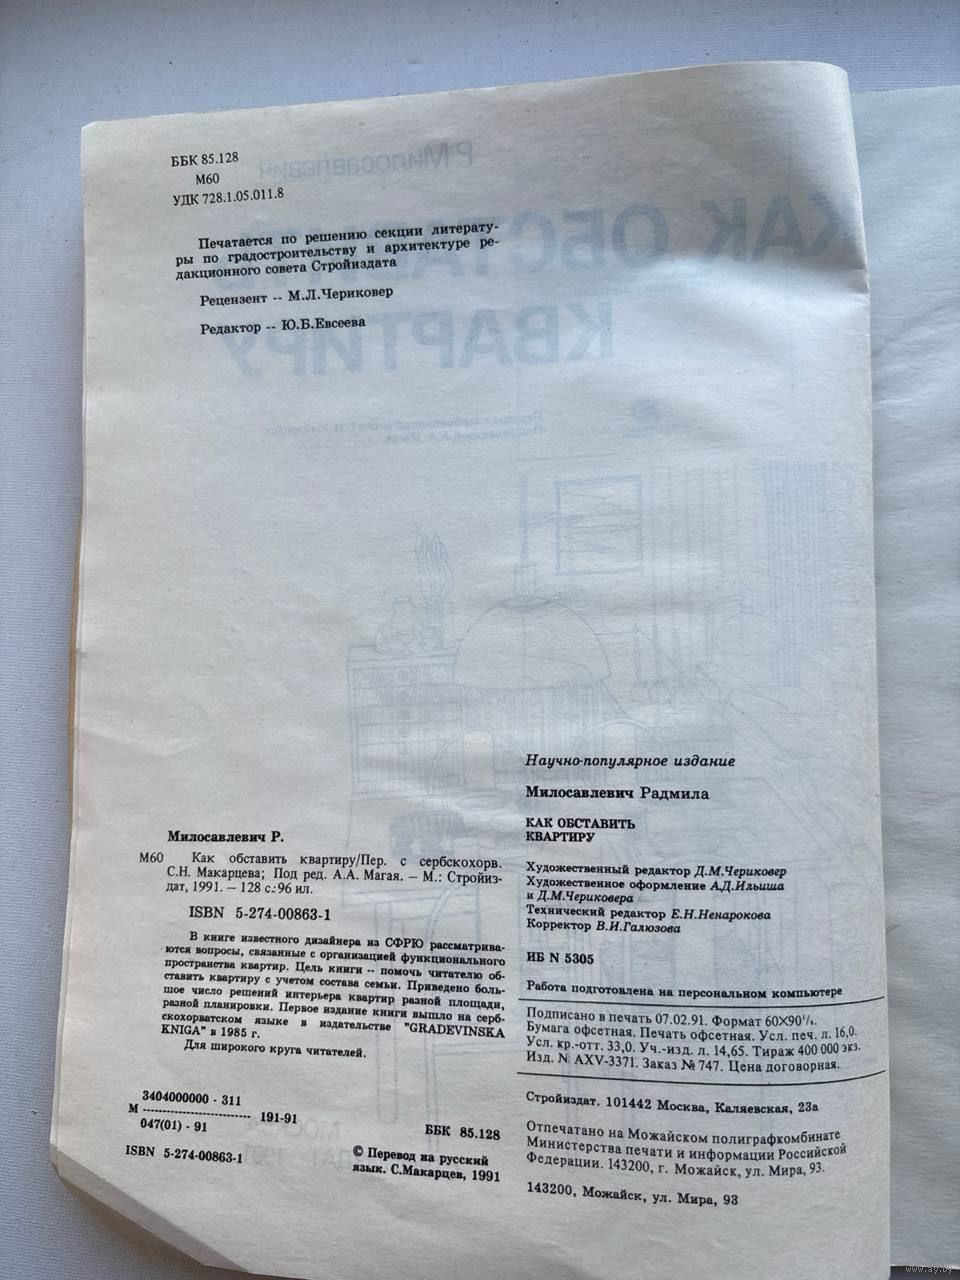 ББК 85.128
М60
УДК 728.1.05.011.8
Печатается по решению секции литерату-
ры по градостроительству и архитектуре ре-
дакционного совета Стройиздата
Рецензент -- М.Л.Чериковер
Редактор -- Ю.Б.Евсеева
Милосавлевич Р.
М60 Как обставить квартиру/Пер. с сербскохорв.
С.Н. Макарцева; Под ред. А.А. Магая. – М.: Стройиз-
дат, 1991. – 128 с.: 96 ил.
ISBN 5-274-00863-1
В книге известного дизайнера из СФРЮ рассматрива-
ются вопросы, связанные с организацией функционального
пространства квартир. Цель книги -- помочь читателю об-
ставить квартиру с учетом состава семьи. Приведено боль-
шое число решений интерьера квартир разной площади,
разной планировки. Первое издание книги вышло на серб-
скохорватском языке в издательстве "GRADEVINSKA
KNIGA" в 1985 г.
Для широкого круга читателей.
3404000000 - 311
М ---------------------- 191-91
047(01) - 91
ББК 85.128
ISBN 5-274-00863-1
© Перевод на русский
язык. С.Макарцев, 1991
Научно-популярное издание
Милосавлевич Радмила
КАК ОБСТАВИТЬ
КВАРТИРУ
Художественный редактор Д.М.Чериковер
Художественное оформление А.Д.Ильиша
и Д.М.Чериковера
Технический редактор Е.Н.Ненарокова
Корректор В.И.Галюзова
ИБ N 5305
Работа подготовлена на персональном компьютере
Подписано в печать 07.02.91. Формат 60×90¹/₈.
Бумага офсетная. Печать офсетная. Усл. печ. л. 16,0.
Усл. кр.-отт. 33,0. Уч.-изд. л. 14,65. Тираж 400 000 экз.
Изд. N AXV-3371. Заказ № 747. Цена договорная.
Стройиздат. 101442 Москва, Каляевская, 23а
Отпечатано на Можайском полиграфкомбинате
Министерства печати и информации Российской
Федерации. 143200, г. Можайск, ул. Мира, 93.
143200, Можайск, ул. Мира, 93
www.ay.by